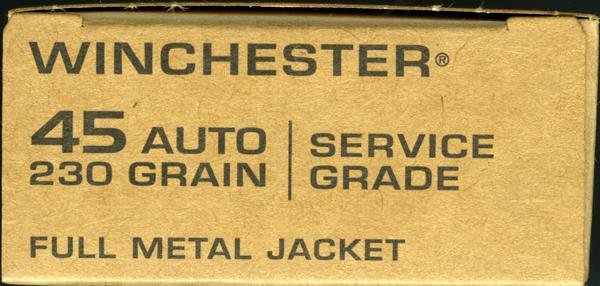 WINCHESTER®
45 AUTO
230 GRAIN
SERVICE
GRADE
FULL METAL JACKET